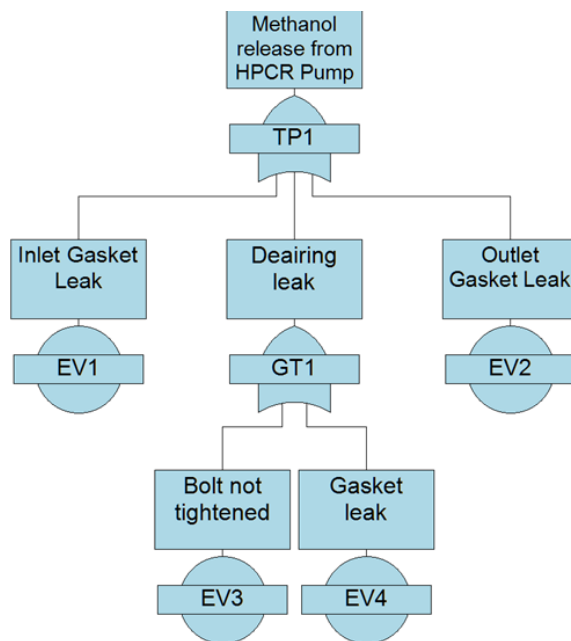 Methanol
release from
HPCR Pump
TP1
Inlet Gasket
Leak
Deairing
leak
Outlet
Gasket Leak
EV1
GT1
EV2
Bolt not
tightened
Gasket
leak
EV3
EV4